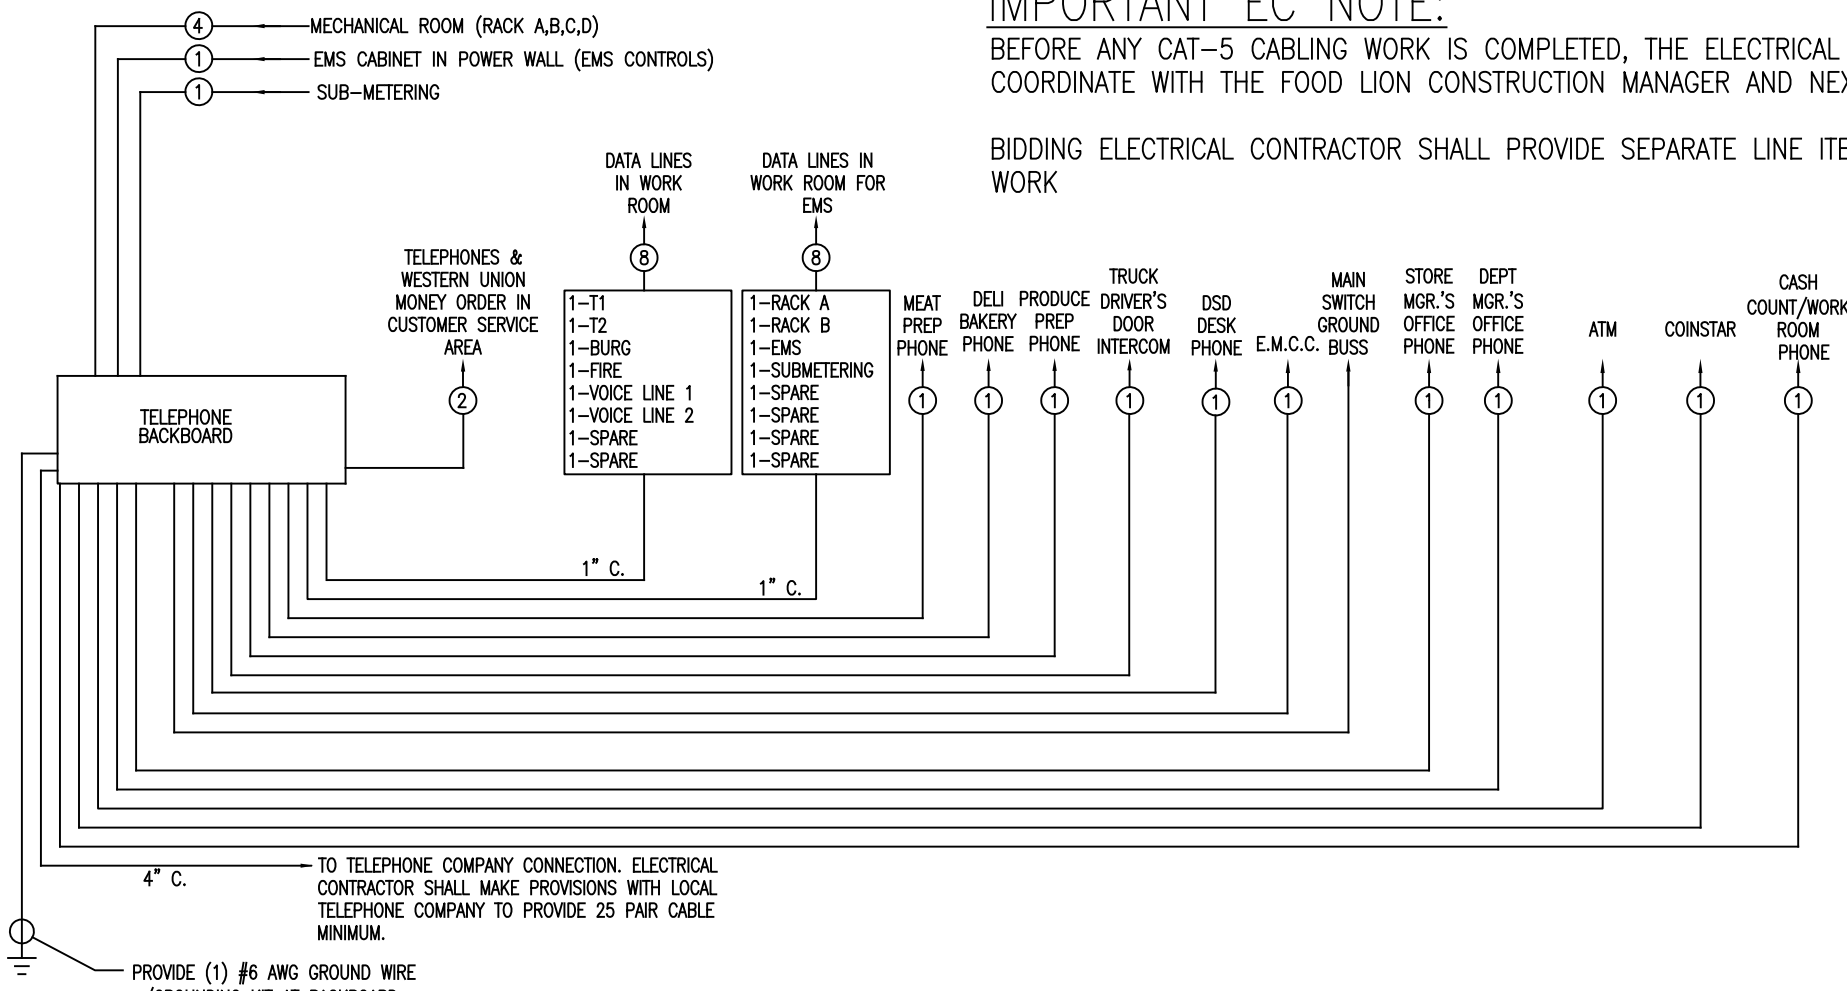 IMPORTANT EC NOTE:
BEFORE ANY CAT-5 CABLING WORK IS COMPLETED, THE ELECTRICAL
COORDINATE WITH THE FOOD LION CONSTRUCTION MANAGER AND
BIDDING ELECTRICAL CONTRACTOR SHALL PROVIDE SEPARATE LINE
WORK
4
MECHANICAL ROOM (RACK A,B,C,D)
1
EMS CABINET IN POWER WALL (EMS CONTROLS)
1
SUB-METERING
TELEPHONE
BACKBOARD
TELEPHONES &
WESTERN UNION
MONEY ORDER IN
CUSTOMER SERVICE
AREA
2
DATA LINES
IN WORK
ROOM
8
1-T1
1-T2
1-BURG
1-FIRE
1-VOICE LINE 1
1-VOICE LINE 2
1-SPARE
1-SPARE
1" C.
DATA LINES IN
WORK ROOM FOR
EMS
8
1-RACK A
1-RACK B
1-EMS
1-SUBMETERING
1-SPARE
1-SPARE
1-SPARE
1-SPARE
1" C.
MEAT
PREP
PHONE
1
DELI
BAKERY
PHONE
1
PRODUCE
PREP
PHONE
1
TRUCK
DRIVER'S
DOOR
INTERCOM
1
DSD
DESK
PHONE
1
E.M.C.C.
1
MAIN
SWITCH
GROUND
BUSS
STORE
MGR.'S
OFFICE
PHONE
1
DEPT
MGR.'S
OFFICE
PHONE
1
ATM
1
COINSTAR
1
CASH
COUNT/WORK
ROOM
PHONE
1
4" C.
TO TELEPHONE COMPANY CONNECTION. ELECTRICAL
CONTRACTOR SHALL MAKE PROVISIONS WITH LOCAL
TELEPHONE COMPANY TO PROVIDE 25 PAIR CABLE
MINIMUM.
PROVIDE (1) #6 AWG GROUND WIRE